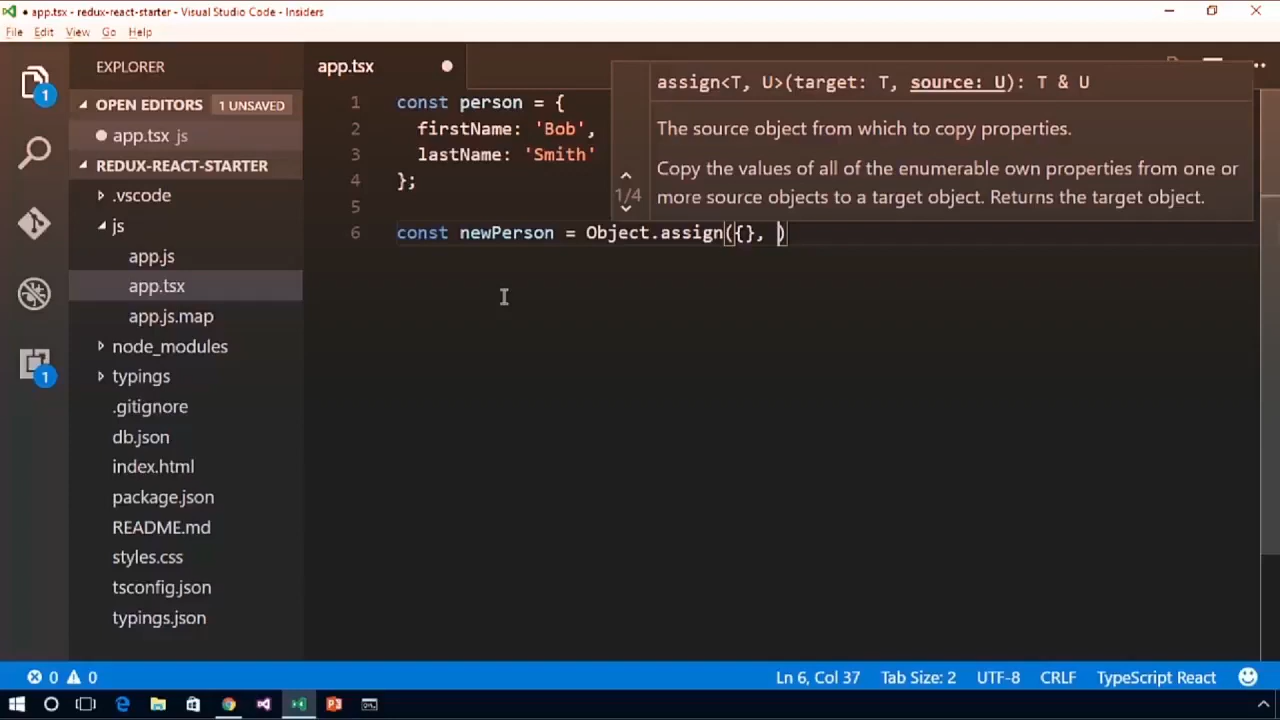 ● app.tsx - redux-react-starter - Visual Studio Code - Insiders
File Edit View Go Help
EXPLORER
OPEN EDITORS 1 UNSAVED
app.tsx js
REDUX-REACT-STARTER
.vscode
js
app.js
app.tsx
app.js.map
node_modules
typings
.gitignore
db.json
index.html
package.json
README.md
styles.css
tsconfig.json
typings.json
1
1
app.tsx
1 const person = {
2 firstName: 'Bob',
3 lastName: 'Smith'
4 };
5
6 const newPerson = Object.assign({}, )
assign<T, U>(target: T, source: U): T & U
The source object from which to copy properties.
1/4
Copy the values of all of the enumerable own properties from one or
more source objects to a target object. Returns the target object.
0 0 Ln 6, Col 37 Tab Size: 2 UTF-8 CRLF TypeScript React